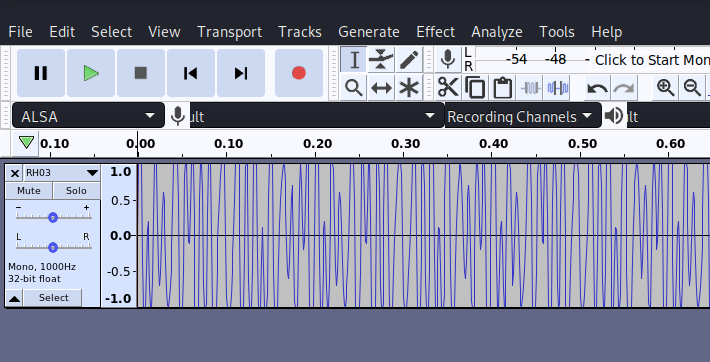 File Edit Select View Transport Tracks Generate Effect Analyze Tools Help
L
R
-54 -48 - Click to Start Mon
ALSA ult Recording Channels lt
0.10 0.00 0.10 0.20 0.30 0.40 0.50 0.60
RH03
Mute Solo
- +
L R
Mono, 1000Hz
32-bit float
Select
1.0
0.5
0.0
-0.5
-1.0